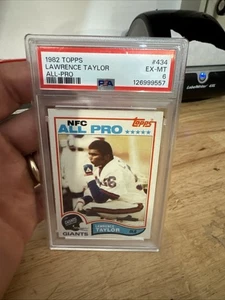 1982 TOPPS #434
LAWRENCE TAYLOR EX-MT
ALL-PRO 6
PSA 126999557
NFC topps
ALL PRO
LAWRENCE
TAYLOR
GIANTS